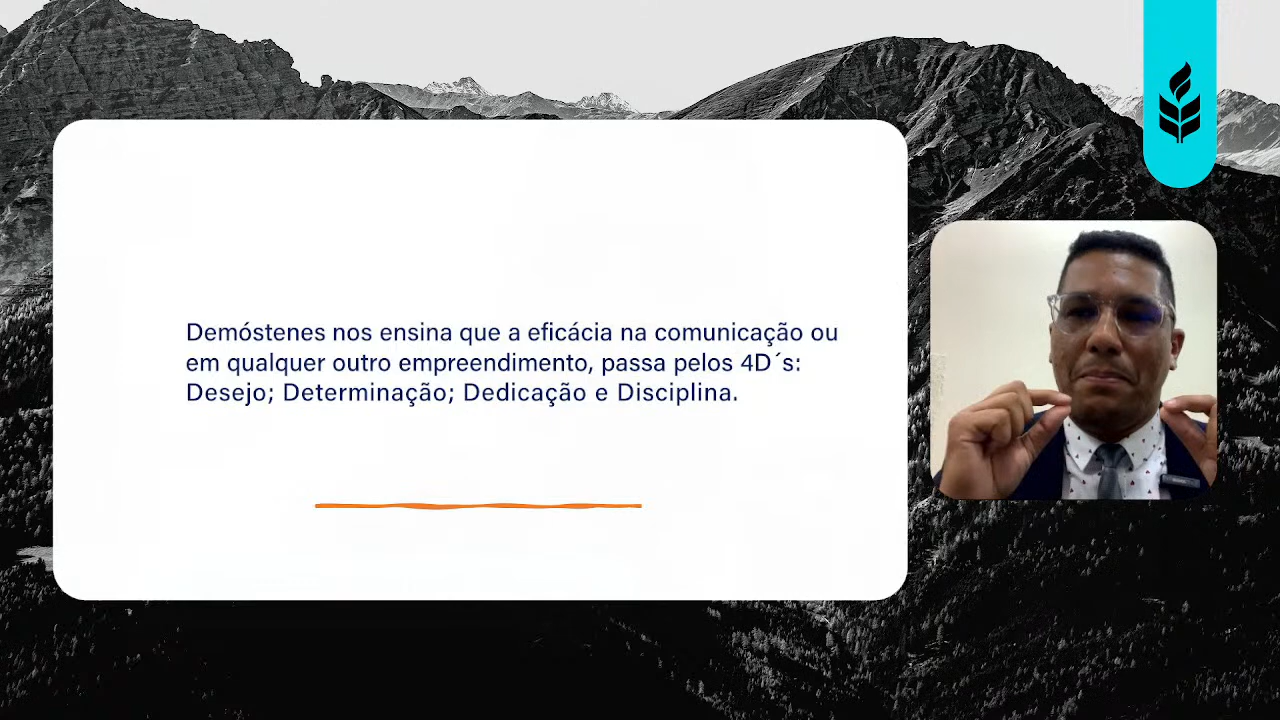 Demóstenes nos ensina que a eficácia na comunicação ou
em qualquer outro empreendimento, passa pelos 4D´s:
Desejo; Determinação; Dedicação e Disciplina.